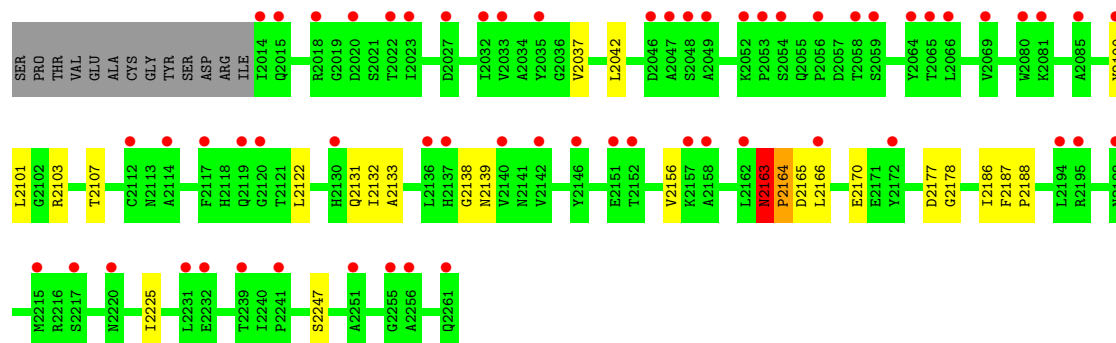 SER PRO THR VAL GLU ALA CYS GLY TYR SER ASP ARG ILE I2014 Q2015 R2018 G2019 D2020 S2021 T2022 I2023 D2027 I2032 V2033 A2034 Y2035 G2036 V2037 L2042 D2046 A2047 S2048 A2049 K2052 P2053 S2054 Q2055 P2056 D2057 T2058 S2059 Y2064 T2065 L2066 V2069 W2080 K2081 A2085
L2101 G2102 R2103 T2107 C2112 N2113 A2114 F2117 H2118 Q2119 G2120 T2121 L2122 H2130 Q2131 I2132 A2133 L2136 H2137 G2138 N2139 V2140 N2141 V2142 Y2146 E2151 T2152 V2156 K2157 A2158 L2162 N2163 P2164 D2165 L2166 E2170 E2171 Y2172 D2177 G2178 I2186 F2187 P2188 L2194 R2195
M2215 R2216 S2217 N2220 I2225 L2231 E2232 T2239 I2240 P2241 S2247 A2251 G2255 A2256 Q2261